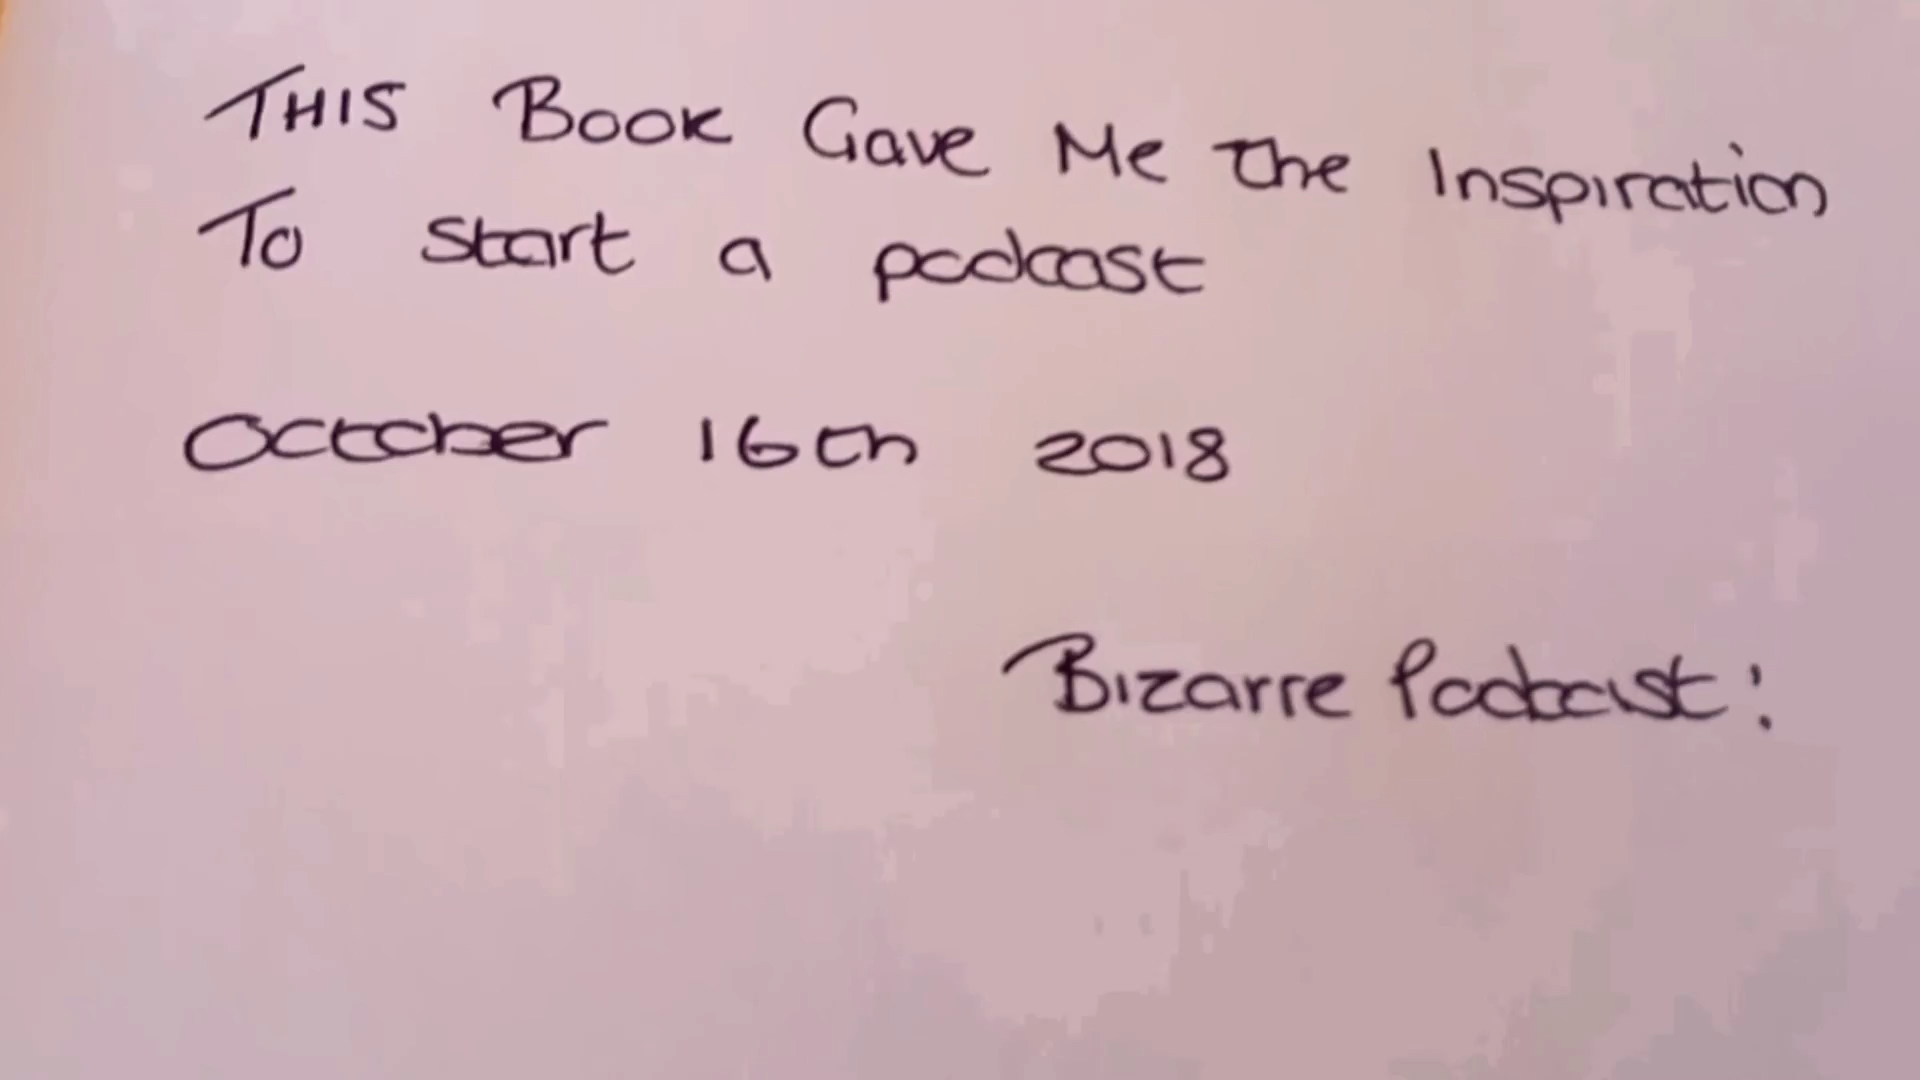 THIS Book Gave Me the Inspiration
To start a podcast
October 16th 2018
Bizarre Podcast!